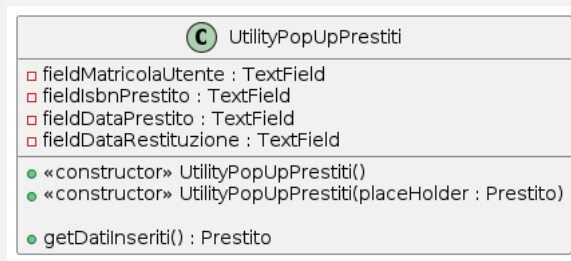 C UtilityPopUpPrestiti
fieldMatricolaUtente : TextField
fieldIsbnPrestito : TextField
fieldDataPrestito : TextField
fieldDataRestituzione : TextField
«constructor» UtilityPopUpPrestiti()
«constructor» UtilityPopUpPrestiti(placeHolder : Prestito)
getDatiInseriti() : Prestito